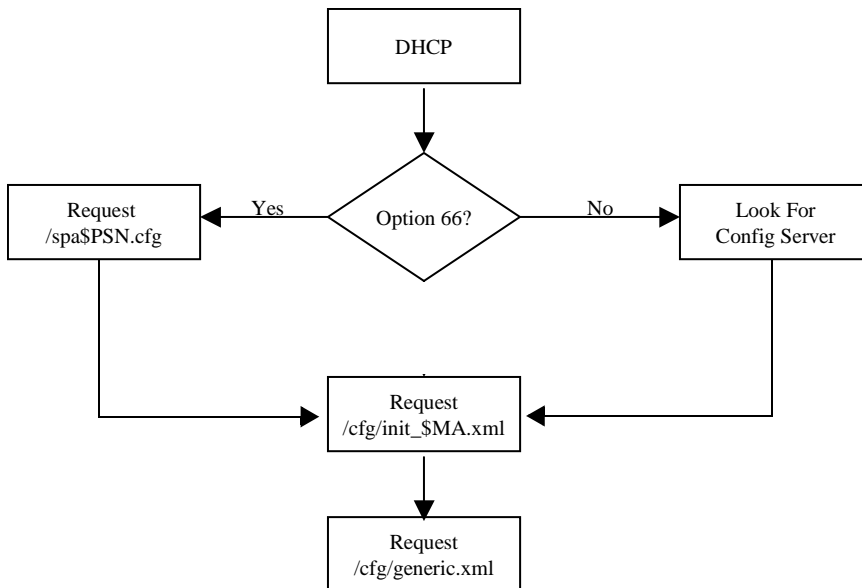 DHCP
Option 66?
Yes
No
Request
/spa$PSN.cfg
Look For
Config Server
Request
/cfg/init_$MA.xml
Request
/cfg/generic.xml